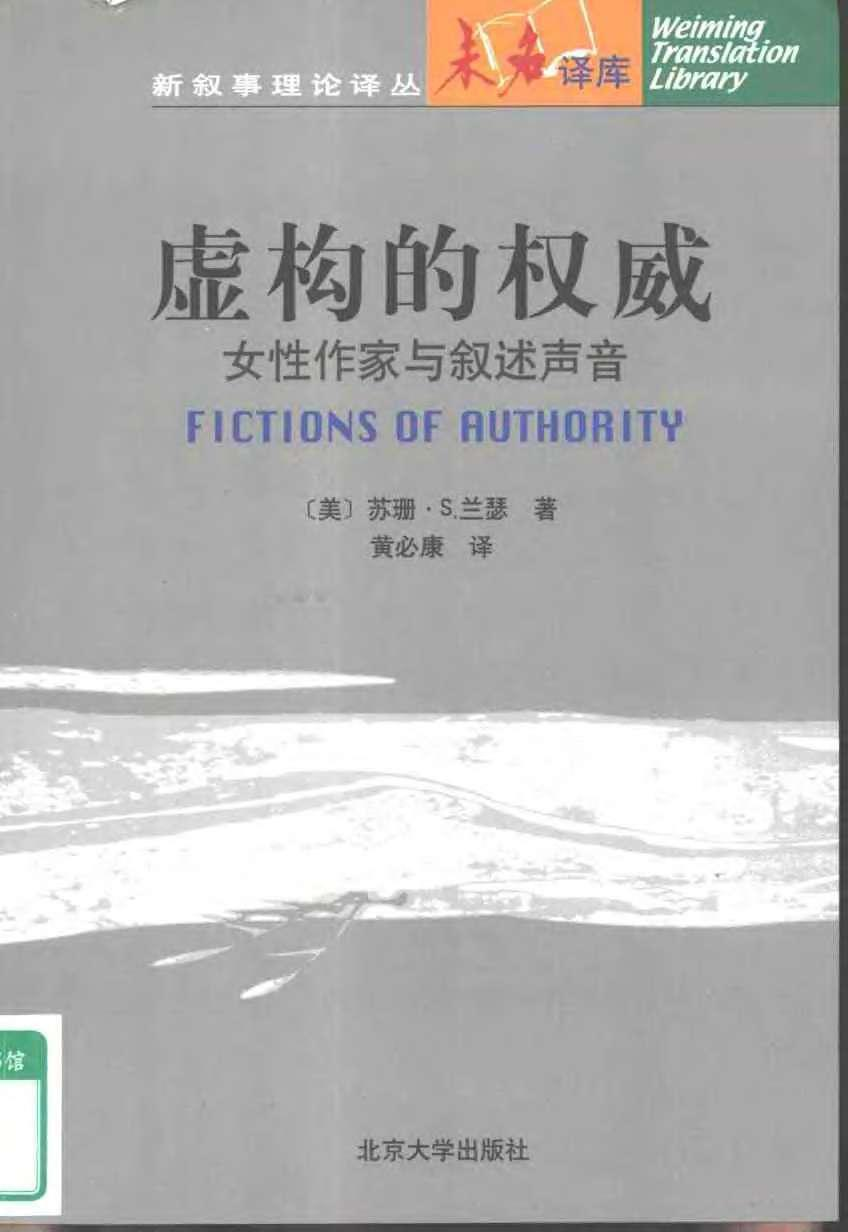 新叙事理论译丛
未名译库
Weiming
Translation
Library
虚构的权威
女性作家与叙述声音
FICTIONS OF AUTHORITY
〔美〕苏珊·S.兰瑟 著
黄必康 译
馆
北京大学出版社